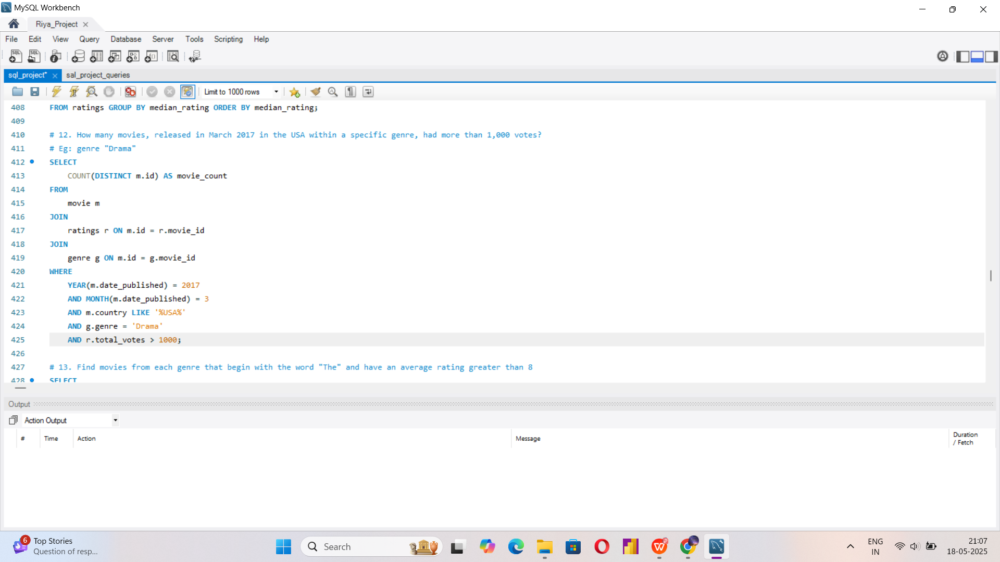 MySQL Workbench
Riya_Project
File Edit View Query Database Server Tools Scripting Help
sql_project* sal_project_queries
Limit to 1000 rows
408 FROM ratings GROUP BY median_rating ORDER BY median_rating;
409
410 # 12. How many movies, released in March 2017 in the USA within a specific genre, had more than 1,000 votes?
411 # Eg: genre "Drama"
412 SELECT
413 COUNT(DISTINCT m.id) AS movie_count
414 FROM
415 movie m
416 JOIN
417 ratings r ON m.id = r.movie_id
418 JOIN
419 genre g ON m.id = g.movie_id
420 WHERE
421 YEAR(m.date_published) = 2017
422 AND MONTH(m.date_published) = 3
423 AND m.country LIKE '%USA%'
424 AND g.genre = 'Drama'
425 AND r.total_votes > 1000;
426
427 # 13. Find movies from each genre that begin with the word "The" and have an average rating greater than 8
428 SELECT
Output
Action Output
# Time Action Message Duration / Fetch
6 Top Stories
Question of resp...
Search
ENG
IN
21:07
18-05-2025